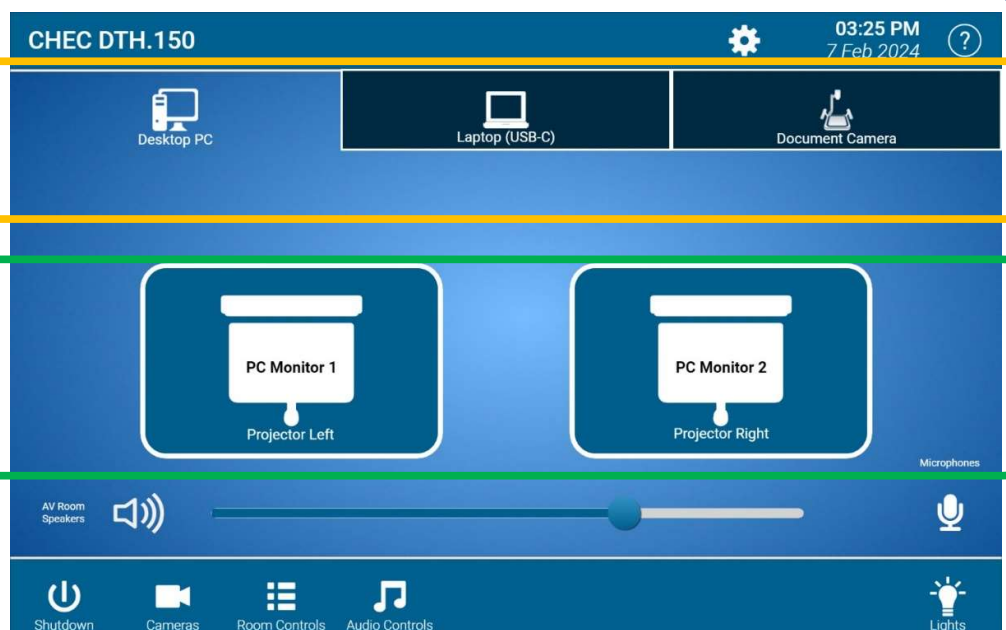 CHEC DTH.150
03:25 PM
7 Feb 2024
?
Desktop PC
Laptop (USB-C)
Document Camera
PC Monitor 1
Projector Left
PC Monitor 2
Projector Right
Microphones
AV Room
Speakers
Shutdown
Cameras
Room Controls
Audio Controls
Lights